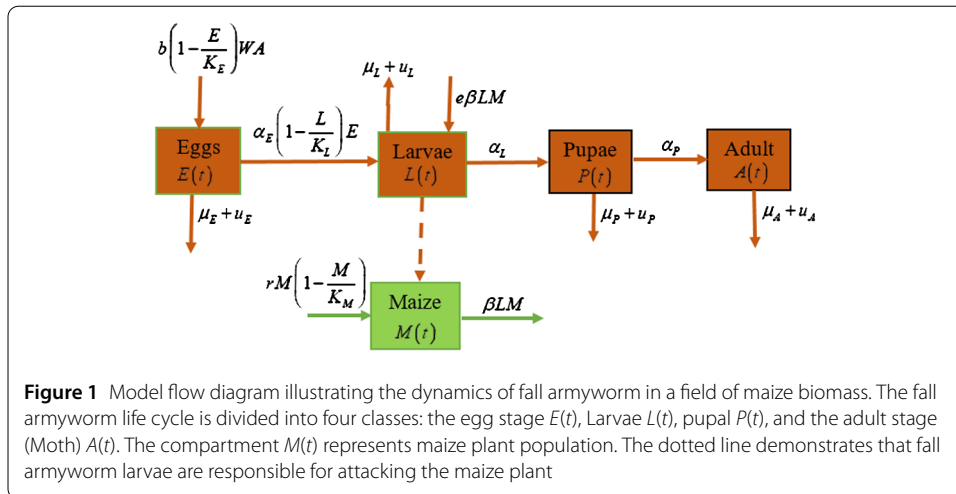 b(1-E/K_E)WA
μ_L+u_L
eβLM
α_E(1-L/K_L)E
Eggs
E(t)
Larvae
L(t)
α_L
Pupae
P(t)
α_P
Adult
A(t)
μ_E+u_E
μ_P+u_P
μ_A+u_A
rM(1-M/K_M)
Maize
M(t)
βLM
Figure 1 Model flow diagram illustrating the dynamics of fall armyworm in a field of maize biomass. The fall
armyworm life cycle is divided into four classes: the egg stage E(t), Larvae L(t), pupal P(t), and the adult stage
(Moth) A(t). The compartment M(t) represents maize plant population. The dotted line demonstrates that fall
armyworm larvae are responsible for attacking the maize plant